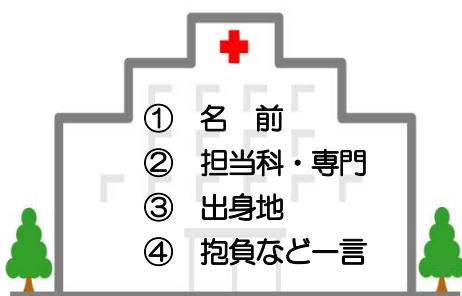 ① 名 前
② 担当科・専門
③ 出身地
④ 抱負など一言